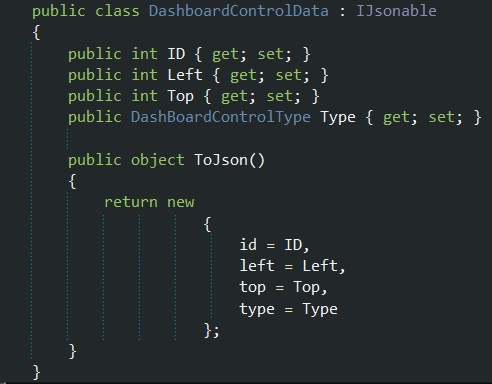 public class DashboardControlData : IJsonable
{
    public int ID { get; set; }
    public int Left { get; set; }
    public int Top { get; set; }
    public DashBoardControlType Type { get; set; }

    public object ToJson()
    {
        return new
                   {
                       id = ID,
                       left = Left,
                       top = Top,
                       type = Type
                   };
    }
}